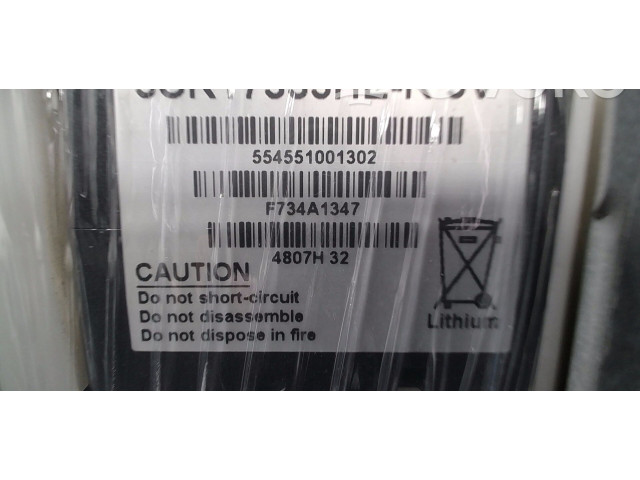 554551001302
F734A1347
4807H 32
CAUTION
Do not short-circuit
Do not disassemble
Do not dispose in fire
Lithium